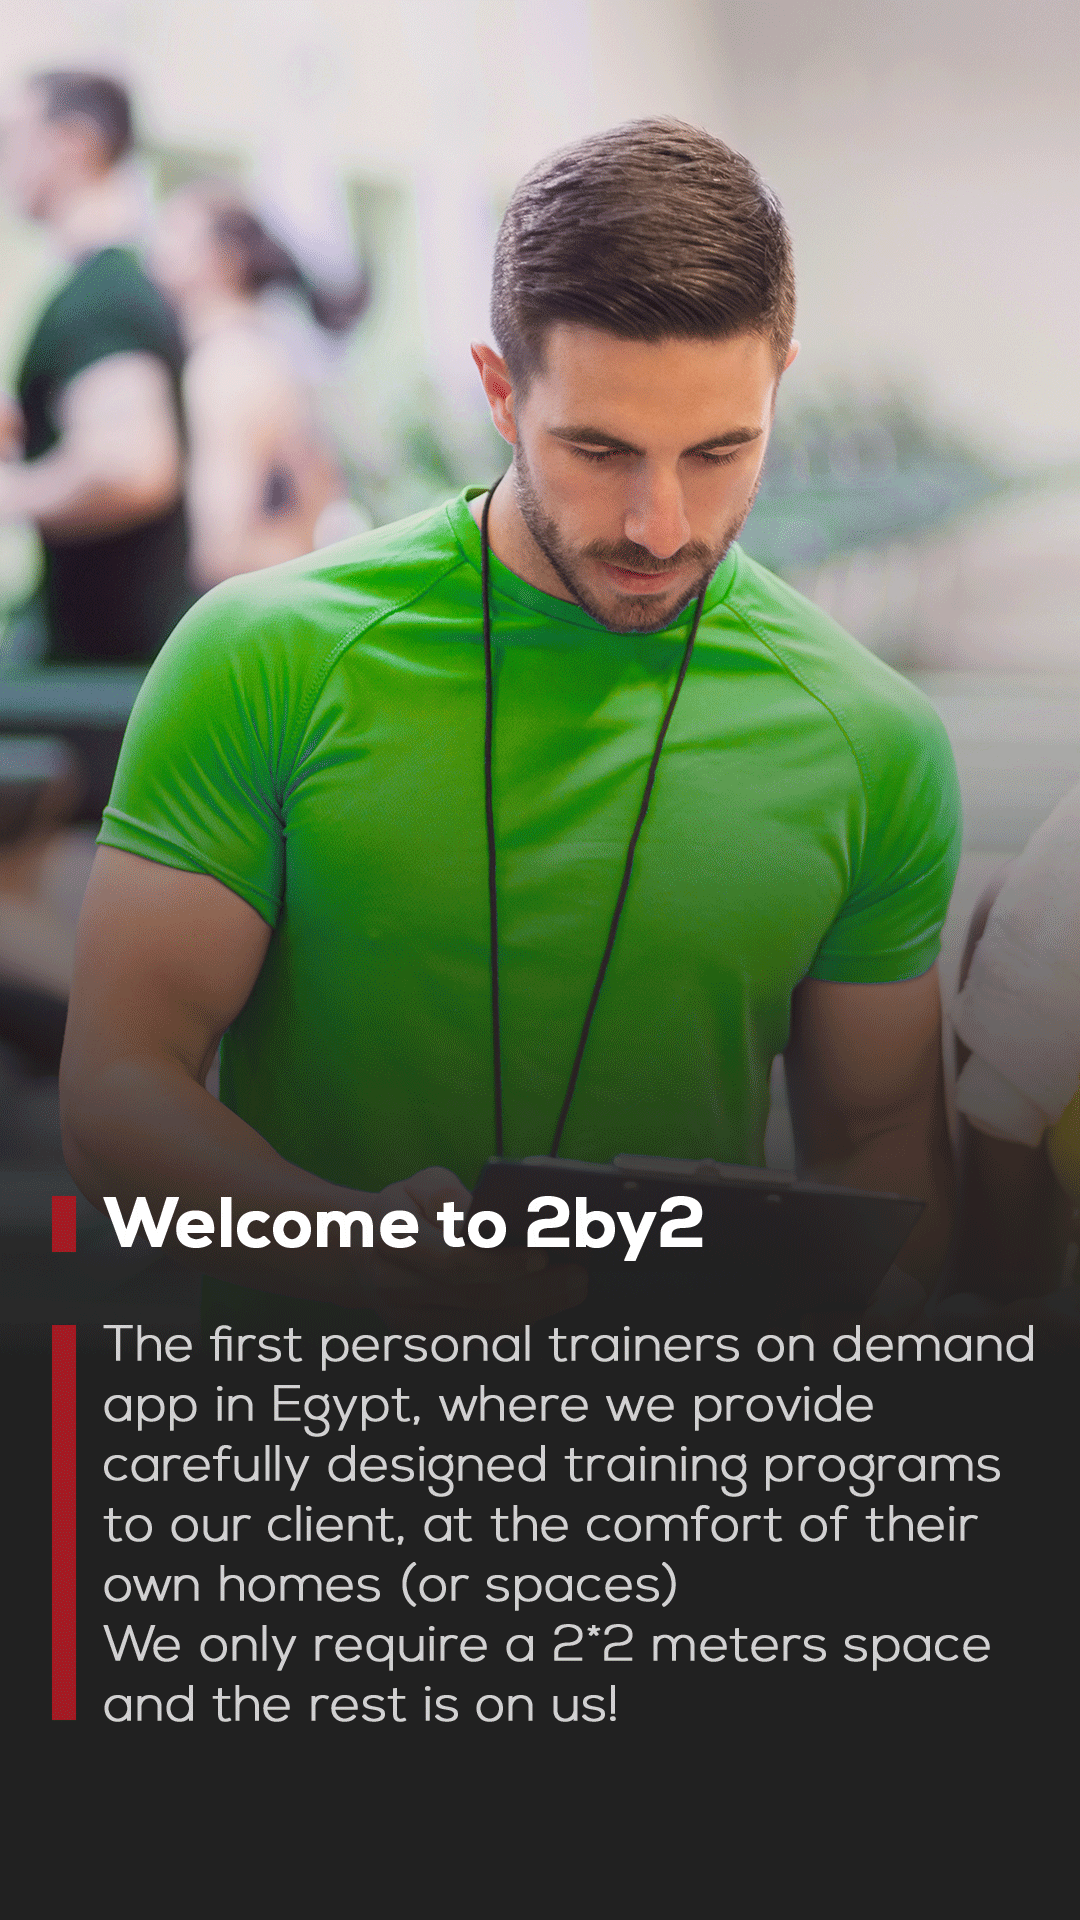 Welcome to 2by2
The first personal trainers on demand
app in Egypt, where we provide
carefully designed training programs
to our client, at the comfort of their
own homes (or spaces)
We only require a 2*2 meters space
and the rest is on us!